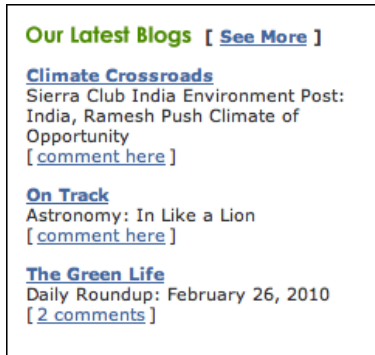 Our Latest Blogs [ See More ]
Climate Crossroads
Sierra Club India Environment Post:
India, Ramesh Push Climate of
Opportunity
[ comment here ]
On Track
Astronomy: In Like a Lion
[ comment here ]
The Green Life
Daily Roundup: February 26, 2010
[ 2 comments ]